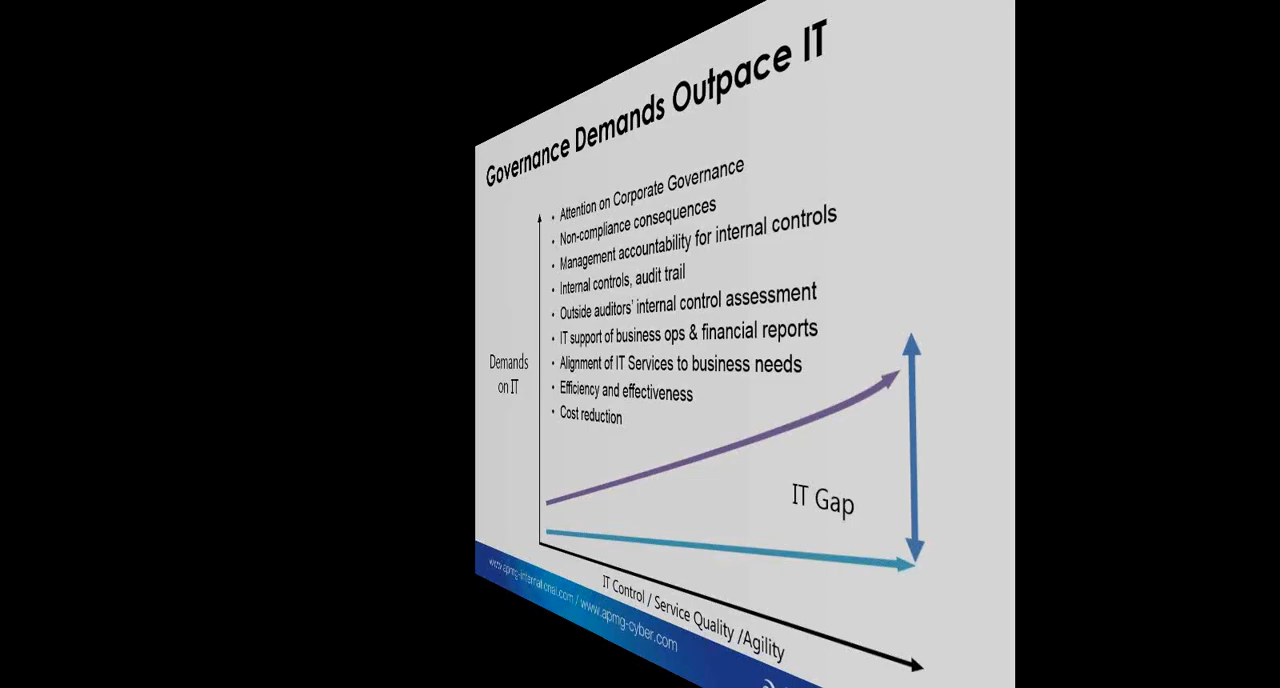 Governance Demands Outpace IT
• Attention on Corporate Governance
• Non-compliance consequences
• Management accountability for internal controls
• Internal controls, audit trail
• Outside auditors' internal control assessment
• IT support of business ops & financial reports
• Alignment of IT Services to business needs
• Efficiency and effectiveness
• Cost reduction
Demands
on IT
IT Gap
IT Control / Service Quality /Agility
www.apmg-international.com / www.apmg-cyber.com